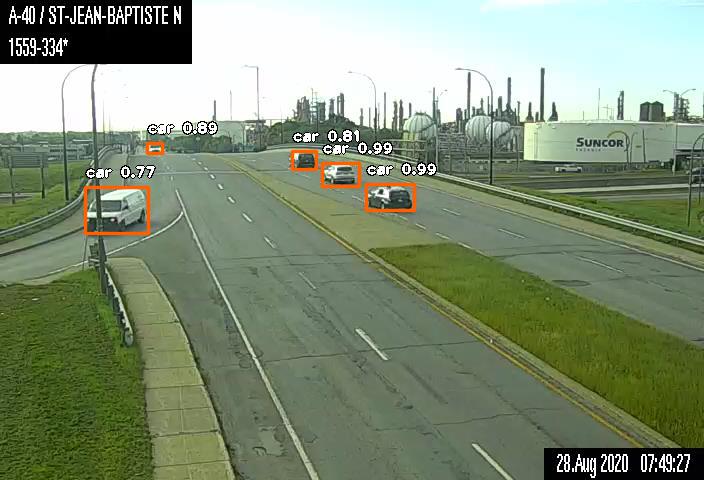 A-40 / ST-JEAN-BAPTISTE N
1559-334*
car 0.89
car 0.81
car 0.99
car 0.99
car 0.77
SUNCOR
28.Aug 2020 07:49:27